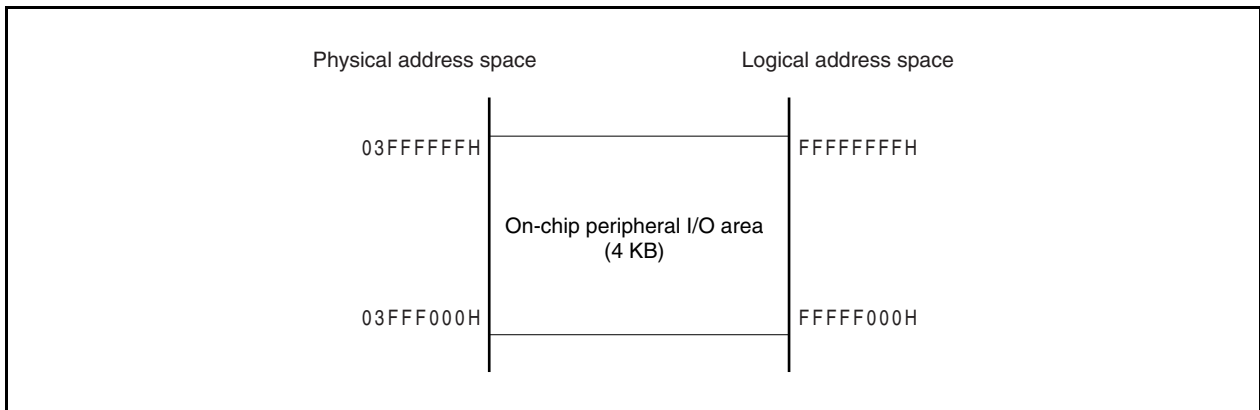 Physical address space
Logical address space
03FFFFFFH
FFFFFFFFH
On-chip peripheral I/O area
(4 KB)
03FFF000H
FFFFF000H